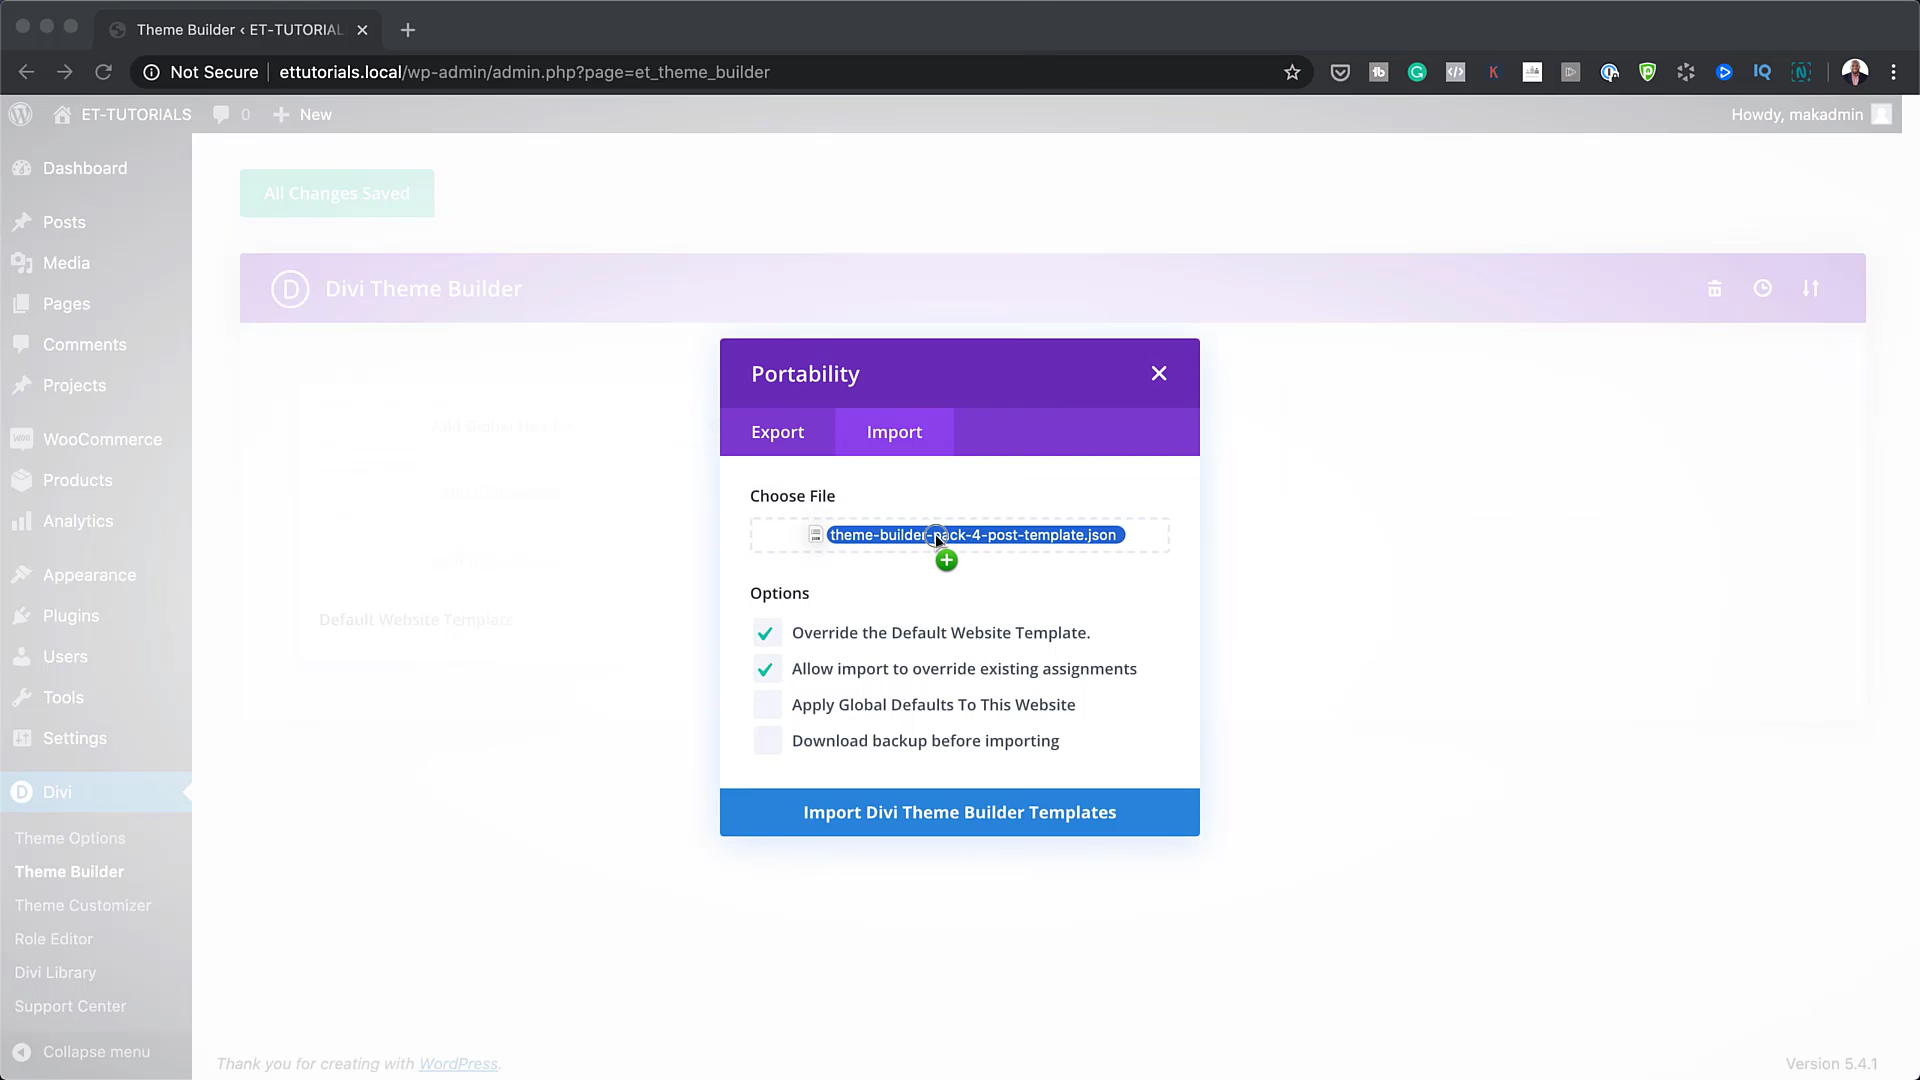 Theme Builder ‹ ET-TUTORIAL
Not Secure
ettutorials.local/wp-admin/admin.php?page=et_theme_builder
ET-TUTORIALS
0
New
Howdy, makadmin
Dashboard
Posts
Media
Pages
Comments
Projects
WooCommerce
Products
Analytics
Appearance
Plugins
Users
Tools
Settings
Divi
Theme Options
Theme Builder
Theme Customizer
Role Editor
Divi Library
Support Center
Collapse menu
All Changes Saved
Divi Theme Builder
Add Global Header
Default Website Template
Portability
Export
Import
Choose File
theme-builder-pack-4-post-template.json
Options
Override the Default Website Template.
Allow import to override existing assignments
Apply Global Defaults To This Website
Download backup before importing
Import Divi Theme Builder Templates
Thank you for creating with WordPress.
Version 5.4.1